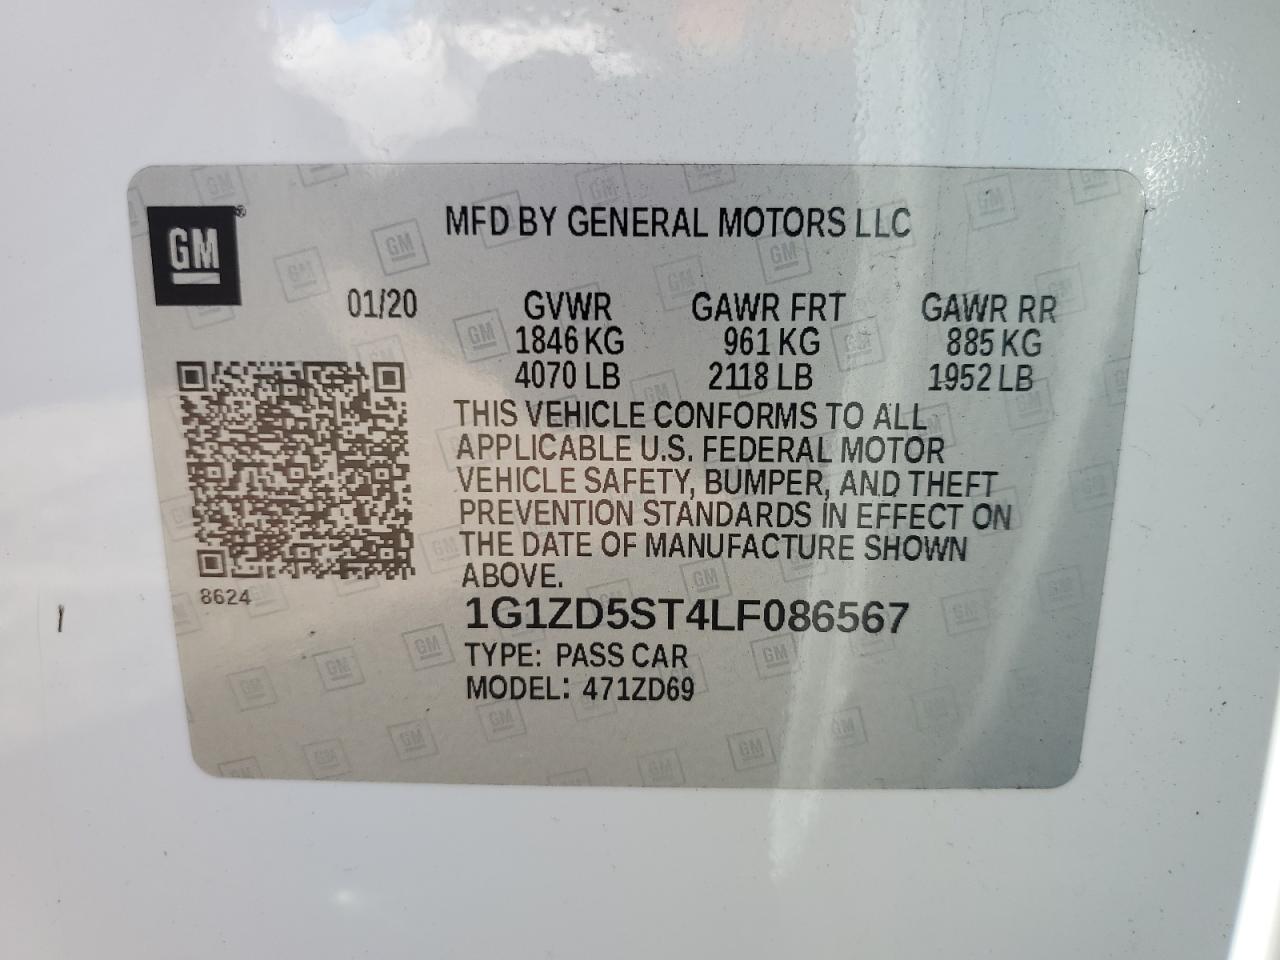 GM®
MFD BY GENERAL MOTORS LLC
01/20
GVWR GAWR FRT GAWR RR
1846 KG 961 KG 885 KG
4070 LB 2118 LB 1952 LB
THIS VEHICLE CONFORMS TO ALL
APPLICABLE U.S. FEDERAL MOTOR
VEHICLE SAFETY, BUMPER, AND THEFT
PREVENTION STANDARDS IN EFFECT ON
THE DATE OF MANUFACTURE SHOWN
ABOVE.
8624
1G1ZD5ST4LF086567
TYPE: PASS CAR
MODEL: 471ZD69